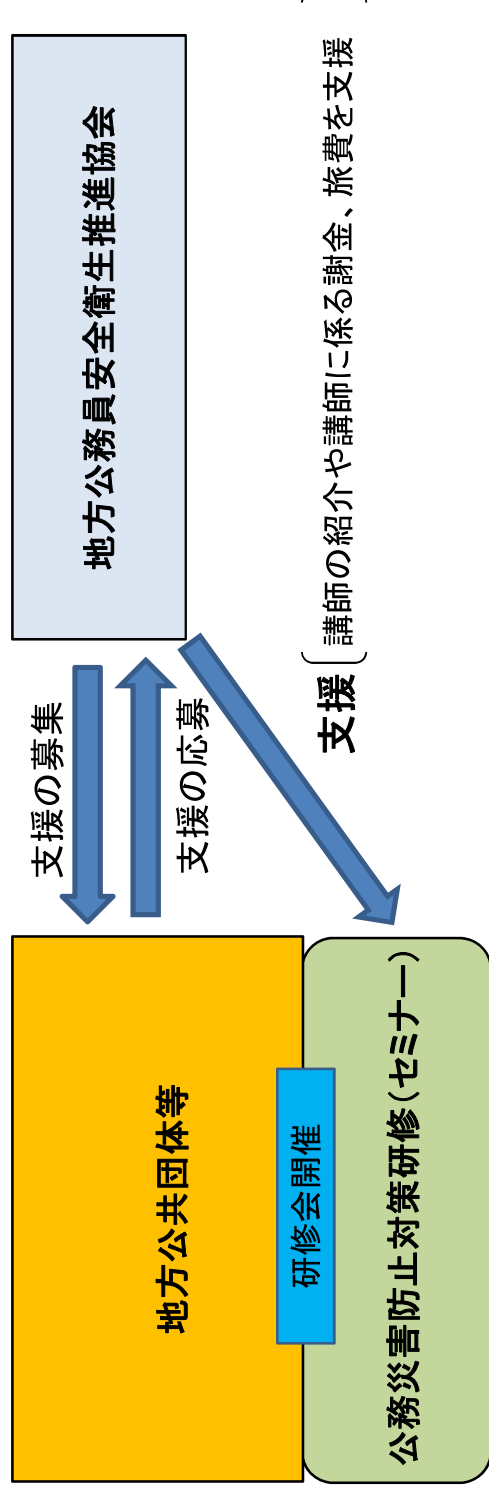 地方公共団体等
研修会開催
公務災害防止対策研修(セミナー)
支援の募集
支援の応募
地方公務員安全衛生推進協会
支援
講師の紹介や講師に係る謝金、旅費を支援